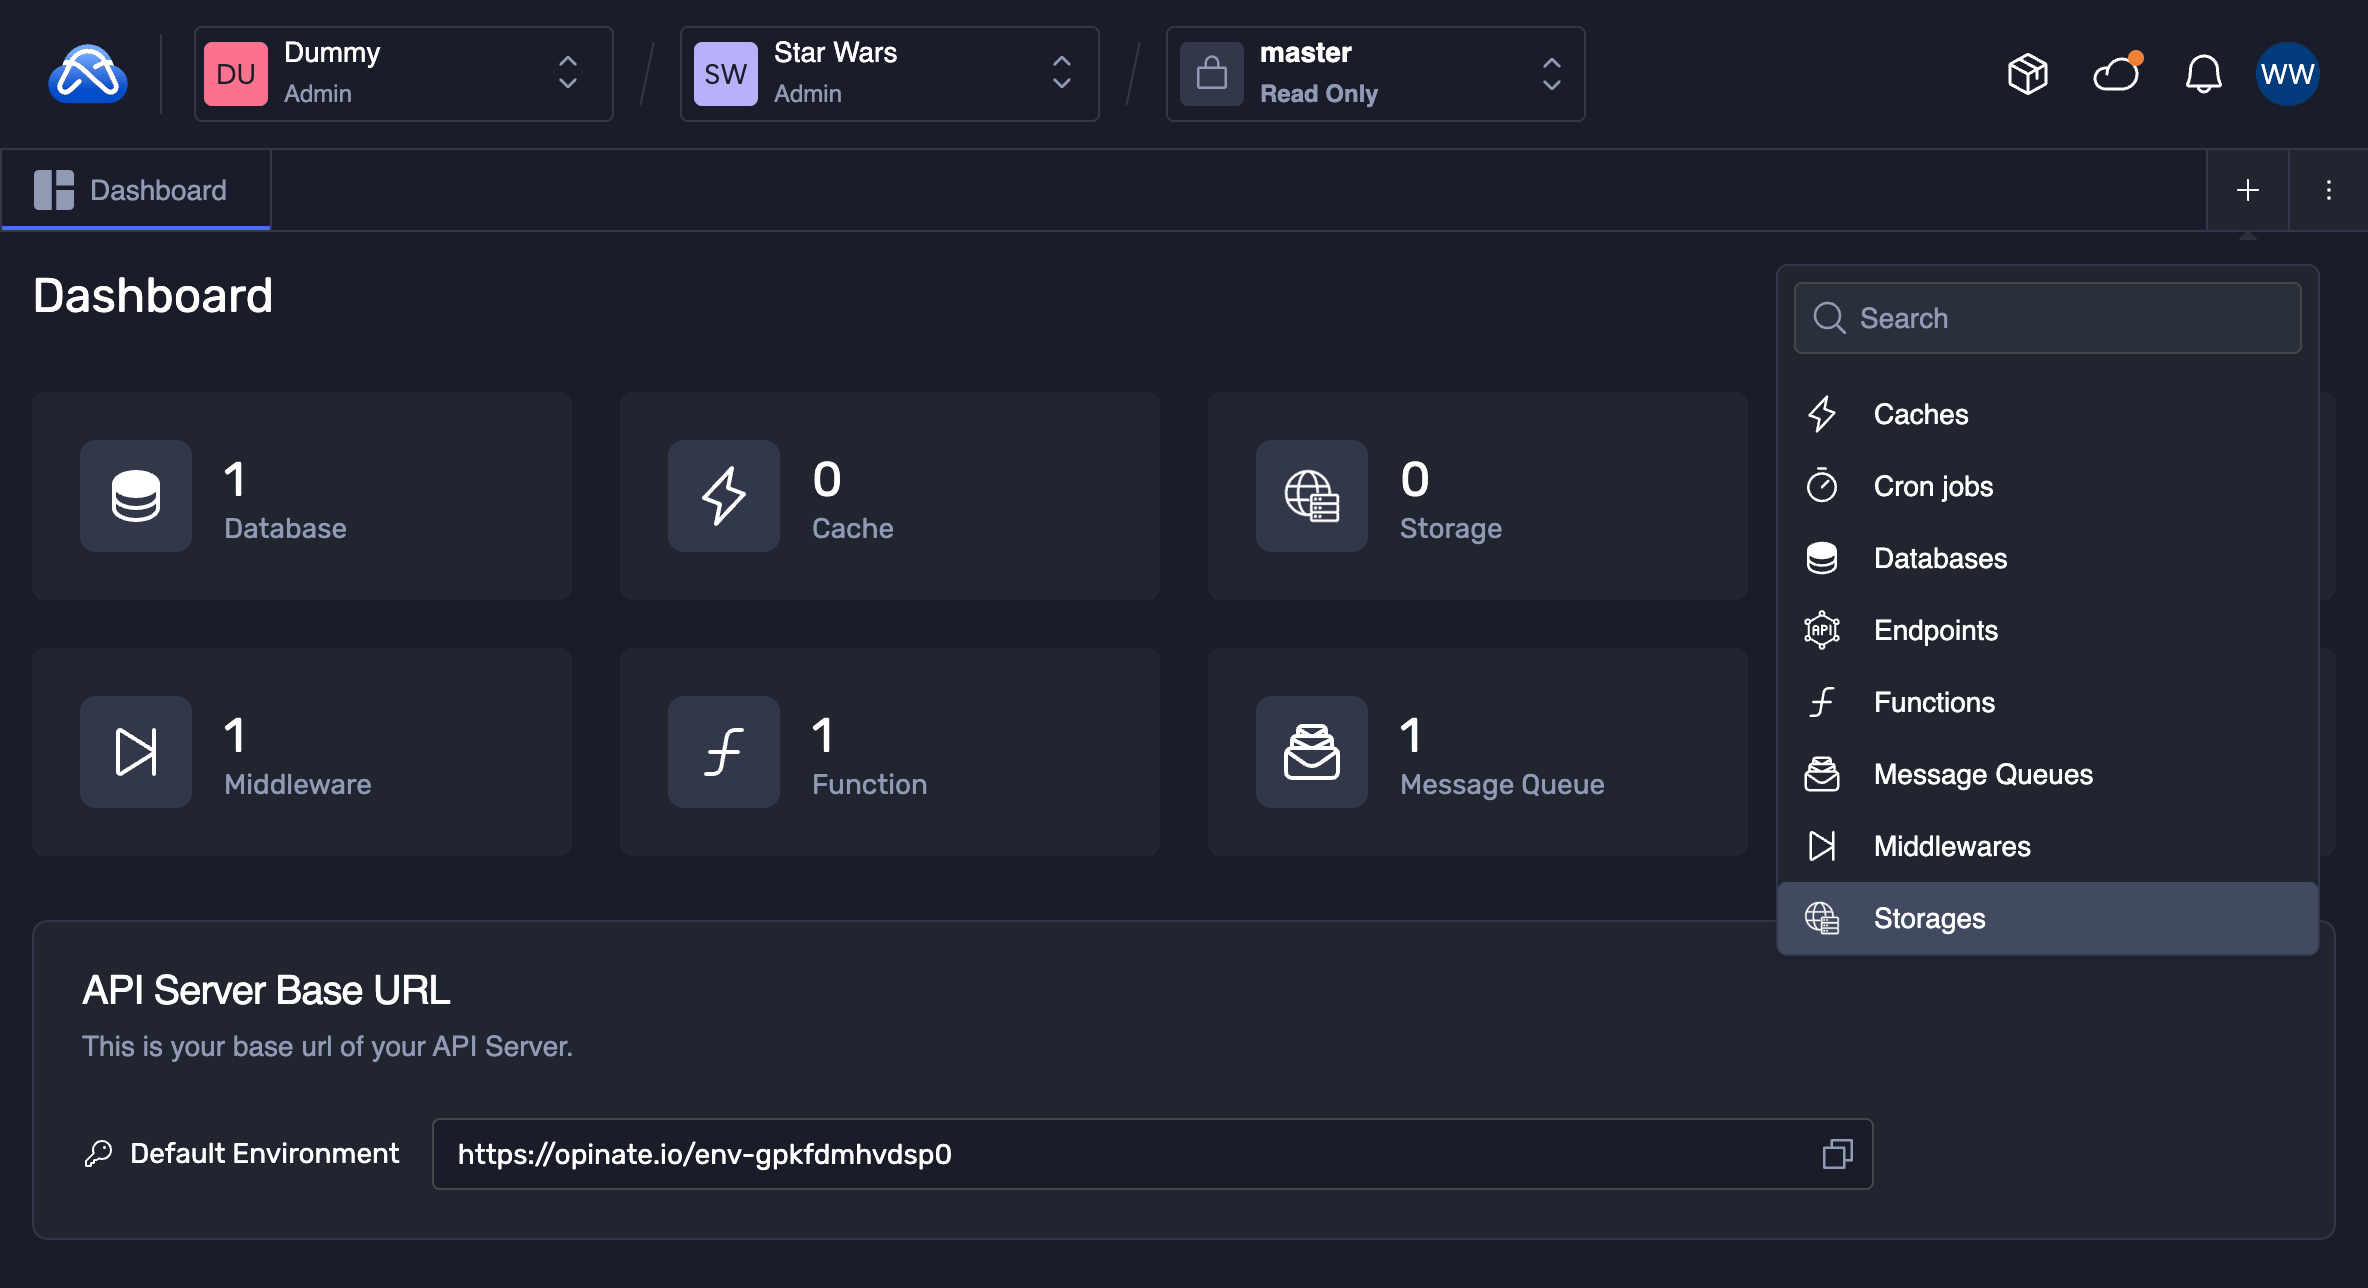 DU
Dummy
Admin
SW
Star Wars
Admin
master
Read Only
WW
Dashboard
Dashboard
1
Database
0
Cache
0
Storage
1
Middleware
1
Function
1
Message Queue
Search
Caches
Cron jobs
Databases
API
Endpoints
Functions
Message Queues
Middlewares
Storages
API Server Base URL
This is your base url of your API Server.
Default Environment
https://opinate.io/env-gpkfdmhvdsp0